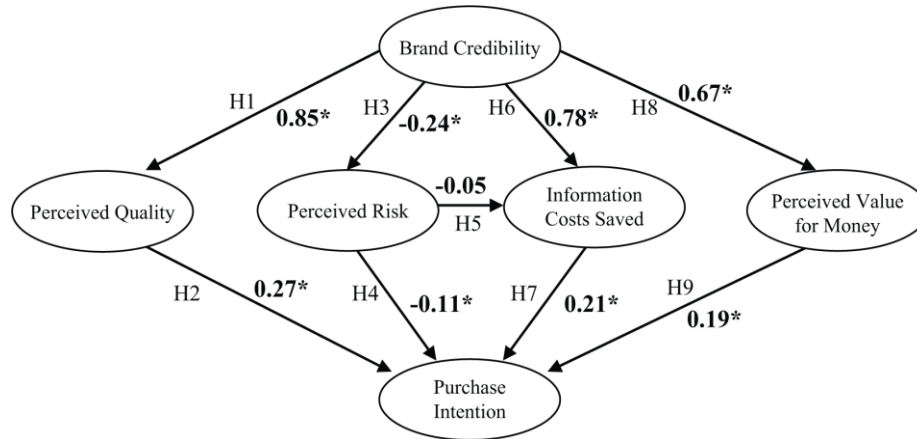 Brand Credibility
H1
0.85*
H3
-0.24*
H6
0.78*
H8
0.67*
Perceived Quality
Perceived Risk
-0.05
H5
Information
Costs Saved
Perceived Value
for Money
H2
0.27*
H4
-0.11*
H7
0.21*
H9
0.19*
Purchase
Intention